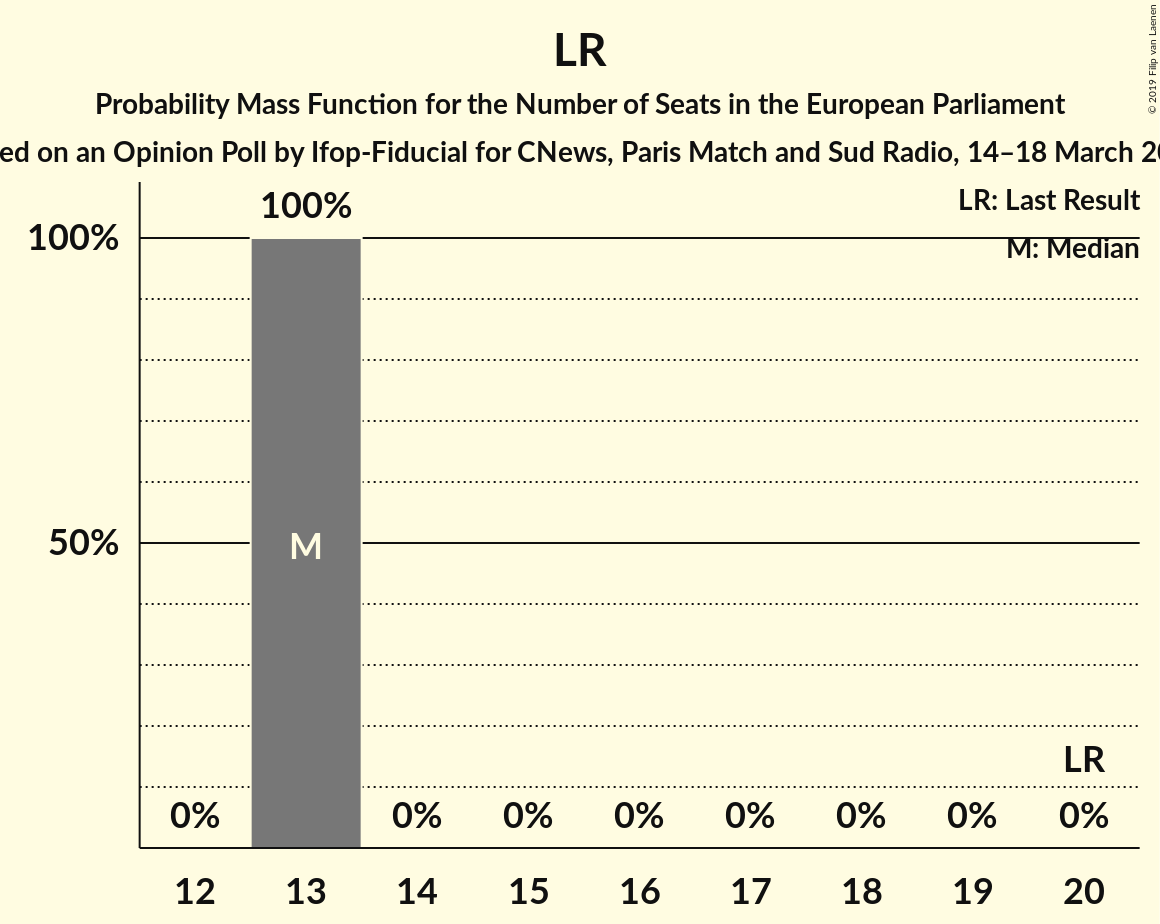 LR
Probability Mass Function for the Number of Seats in the European Parliament
ed on an Opinion Poll by Ifop-Fiducial for CNews, Paris Match and Sud Radio, 14–18 March 20
© 2019 Filip van Laenen
LR: Last Result
M: Median
100%
100%
50%
M
LR
0% 0% 0% 0% 0% 0% 0% 0%
12 13 14 15 16 17 18 19 20